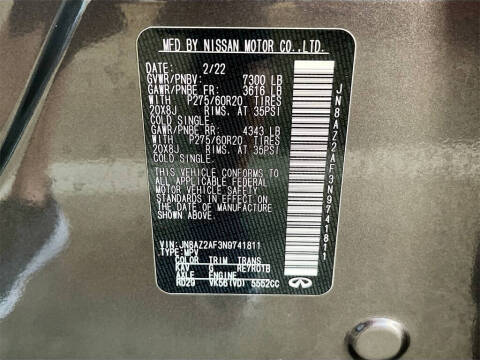 MFD BY NISSAN MOTOR CO.,LTD.
DATE: 2/22
GVWR/PNBV: 7300 LB
GAWR/PNBE FR: 3616 LB
WITH P275/60R20 TIRES
20X8J RIMS. AT 35PSI
COLD SINGLE.
GAWR/PNBE RR: 4343 LB
WITH P275/60R20 TIRES
20X8J RIMS. AT 35PSI
COLD SINGLE.
THIS VEHICLE CONFORMS
TO ALL APPLICABLE FEDERAL
MOTOR VEHICLE SAFETY
STANDARDS IN EFFECT ON THE
DATE OF MANUFACTURE
SHOWN ABOVE.
VIN: JN8AZ2AF3N9741811
TYPE: MPV
COLOR TRIM TRANS
KAV G RE7R01B
AXLE ENGINE
RD29 VK56(VD) 5552CC
JN8AZ2AF3N9741811